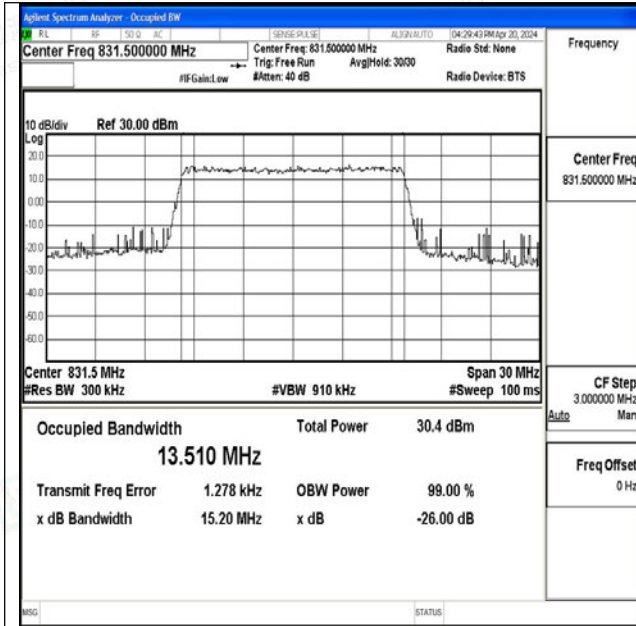 Agilent Spectrum Analyzer - Occupied BW
RL RF 50 Ω AC SENSE:PULSE ALIGNAUTO 04:29:43 PM Apr 20, 2024
Center Freq 831.500000 MHz
Center Freq: 831.500000 MHz
Radio Std: None
Trig: Free Run Avg|Hold: 30/30
#IFGain:Low #Atten: 40 dB Radio Device: BTS
10 dB/div Ref 30.00 dBm
Log
20.0
10.0
0.00
-10.0
-20.0
-30.0
-40.0
-50.0
-60.0
Center 831.5 MHz Span 30 MHz
#Res BW 300 kHz #VBW 910 kHz #Sweep 100 ms
Occupied Bandwidth Total Power 30.4 dBm
13.510 MHz
Transmit Freq Error 1.278 kHz OBW Power 99.00 %
x dB Bandwidth 15.20 MHz x dB -26.00 dB
MSG STATUS
Frequency
Center Freq
831.500000 MHz
CF Step
3.000000 MHz
Auto Man
Freq Offset
0 Hz